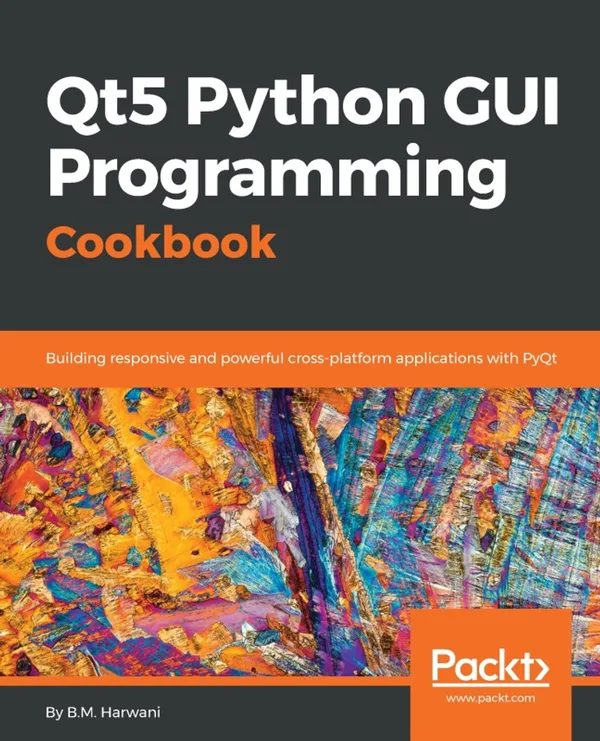 Qt5 Python GUI
Programming
Cookbook
Building responsive and powerful cross-platform applications with PyQt
Packt>
www.packt.com
By B.M. Harwani